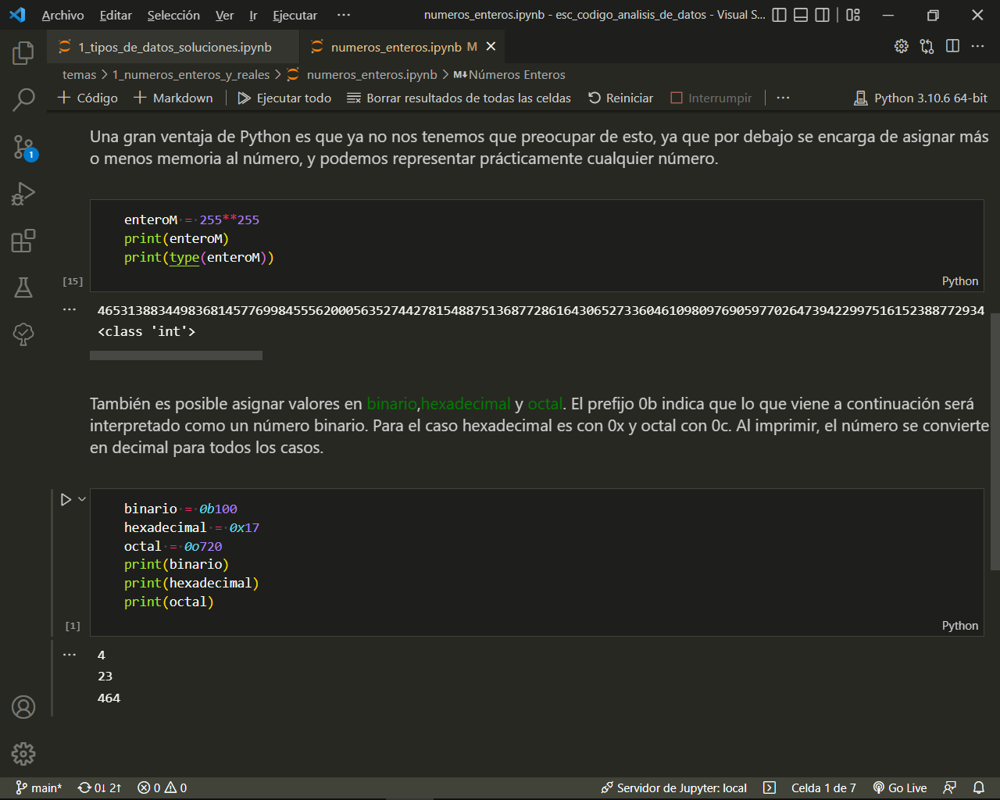 Archivo Editar Selección Ver Ir Ejecutar ··· numeros_enteros.ipynb - esc_codigo_analisis_de_datos - Visual S...
1_tipos_de_datos_soluciones.ipynb numeros_enteros.ipynb M
temas > 1_numeros_enteros_y_reales > numeros_enteros.ipynb > M↓Números Enteros
+ Código + Markdown Ejecutar todo Borrar resultados de todas las celdas Reiniciar Interrumpir ··· Python 3.10.6 64-bit
Una gran ventaja de Python es que ya no nos tenemos que preocupar de esto, ya que por debajo se encarga de asignar más
o menos memoria al número, y podemos representar prácticamente cualquier número.
enteroM = 255**255
print(enteroM)
print(type(enteroM))
[15] Python
··· 4653138834498368145776998455562000563527442781548875136877286164306527336046109809769059770264739422997516152388772934
<class 'int'>
También es posible asignar valores en binario,hexadecimal y octal. El prefijo 0b indica que lo que viene a continuación será
interpretado como un número binario. Para el caso hexadecimal es con 0x y octal con 0c. Al imprimir, el número se convierte
en decimal para todos los casos.
binario = 0b100
hexadecimal = 0x17
octal = 0o720
print(binario)
print(hexadecimal)
print(octal)
[1] Python
··· 4
23
464
1
main* 0↓ 2↑ 0 0 Servidor de Jupyter: local Celda 1 de 7 Go Live